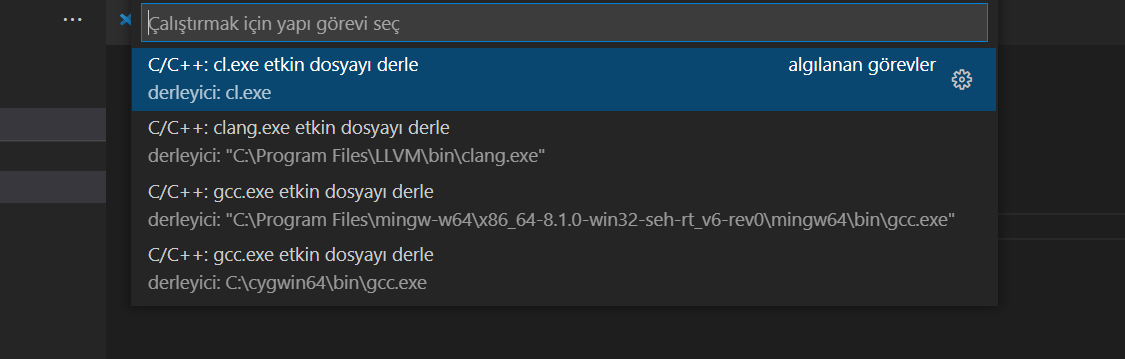 Çalıştırmak için yapı görevi seç
C/C++: cl.exe etkin dosyayı derle algılanan görevler
derleyici: cl.exe
C/C++: clang.exe etkin dosyayı derle
derleyici: "C:\Program Files\LLVM\bin\clang.exe"
C/C++: gcc.exe etkin dosyayı derle
derleyici: "C:\Program Files\mingw-w64\x86_64-8.1.0-win32-seh-rt_v6-rev0\mingw64\bin\gcc.exe"
C/C++: gcc.exe etkin dosyayı derle
derleyici: C:\cygwin64\bin\gcc.exe